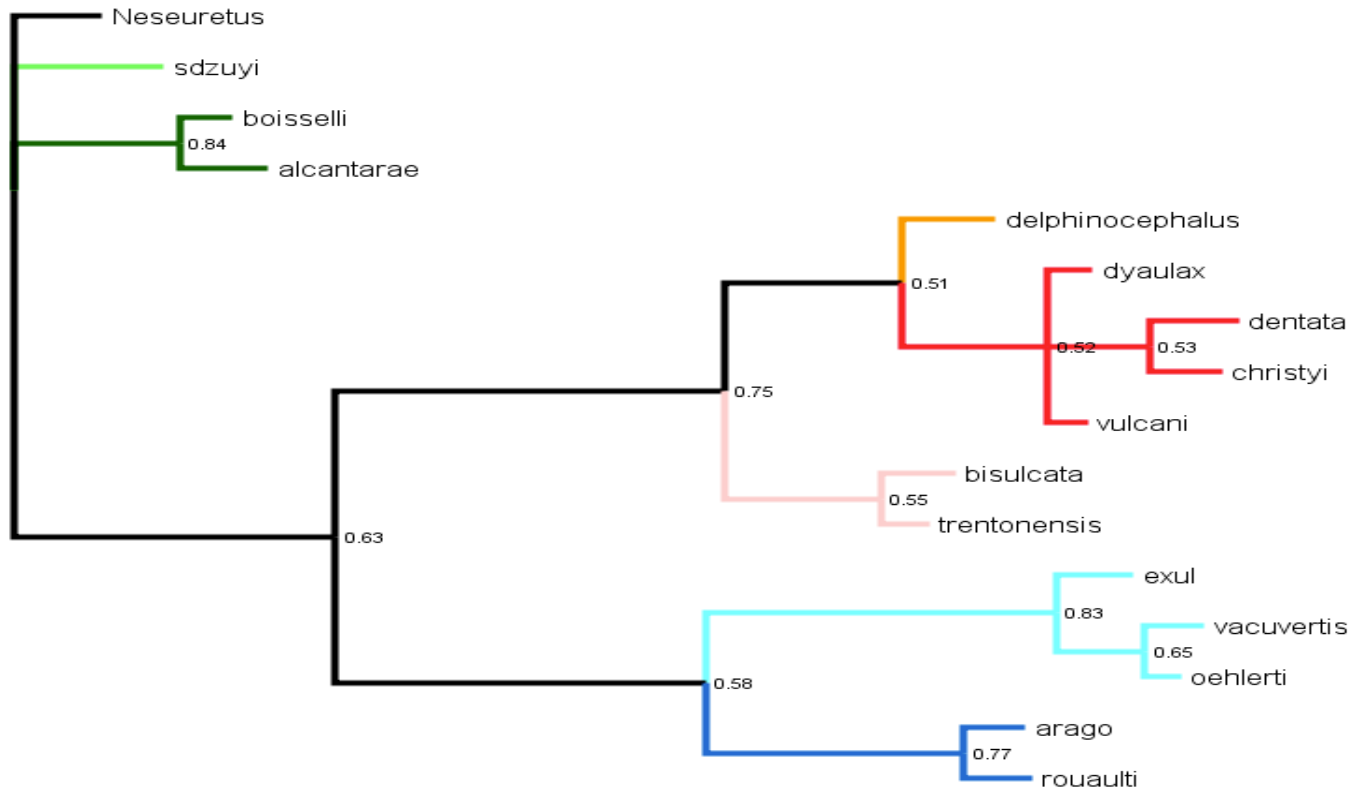 Neseuretus
sdzuyi
boisselli
0.84
alcantarae
delphinocephalus
dyaulax
0.51
dentata
0.52
0.53
christyi
0.75
vulcani
bisulcata
0.55
trentonensis
0.63
exul
0.83
vacuvertis
0.65
oehlerti
0.58
arago
0.77
rouaulti